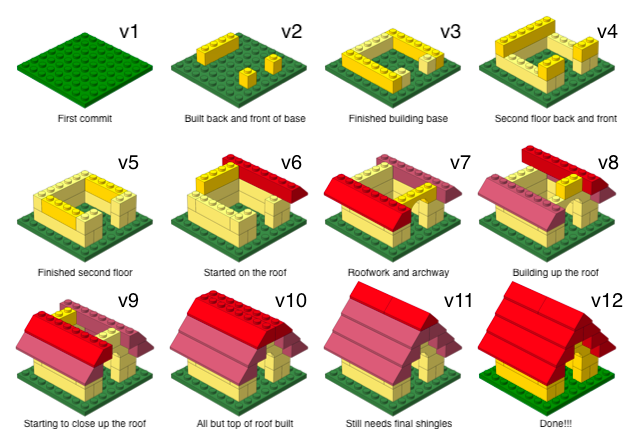 v1
v2
v3
v4
First commit
Built back and front of base
Finished building base
Second floor back and front
v5
v6
v7
v8
Finished second floor
Started on the roof
Roofwork and archway
Building up the roof
v9
v10
v11
v12
Starting to close up the roof
All but top of roof built
Still needs final shingles
Done!!!